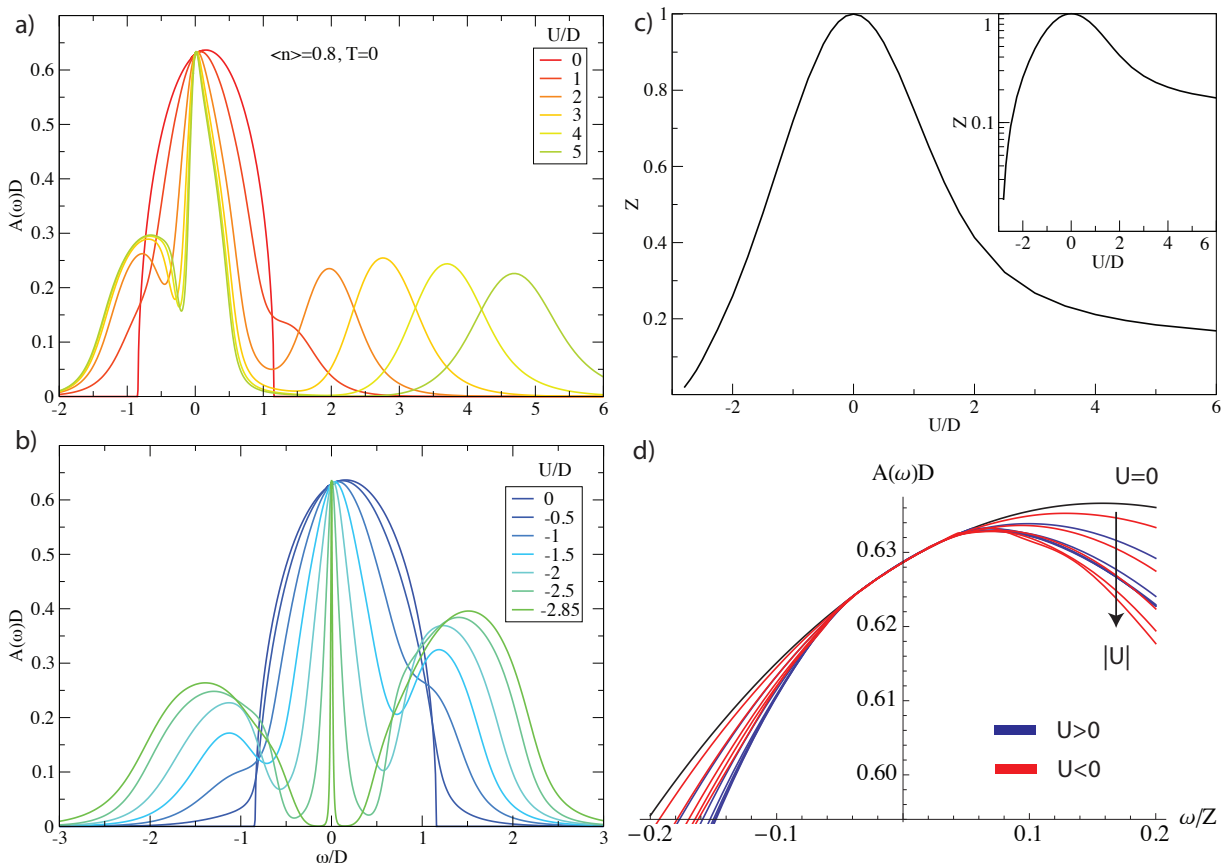 a)
<n>=0.8, T=0
U/D
0
1
2
3
4
5
A(ω)D
0.6
0.5
0.4
0.3
0.2
0.1
0
-2 -1 0 1 2 3 4 5 6
b)
U/D
0
-0.5
-1
-1.5
-2
-2.5
-2.85
A(ω)D
0.6
0.5
0.4
0.3
0.2
0.1
0
-3 -2 -1 0 1 2 3
ω/D
c)
Z
1
0.8
0.6
0.4
0.2
-2 0 2 4 6
U/D
1
0.1
Z
-2 0 2 4 6
U/D
d)
A(ω)D
U=0
0.63
0.62
0.61
0.60
|U|
U>0
U<0
−0.2 −0.1 0.1 0.2
ω/Z